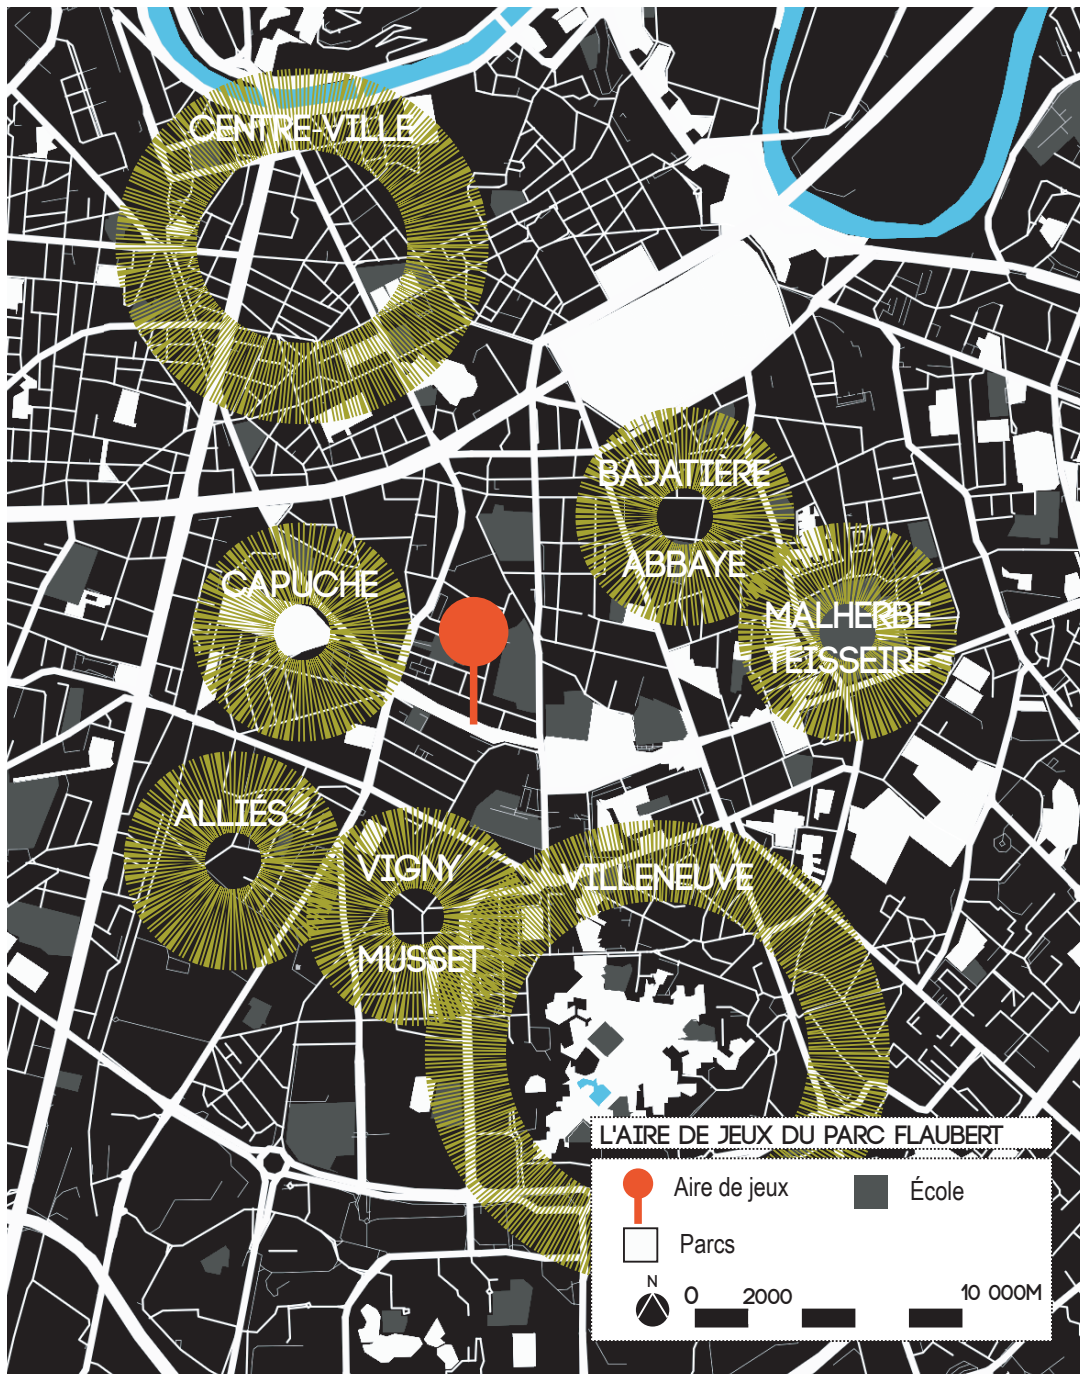 CENTRE-VILLE
BAJATIÈRE
ABBAYE
CAPUCHE
MALHERBE
TEISSEIRE
ALLIÉS
VIGNY
MUSSET
VILLENEUVE
L'AIRE DE JEUX DU PARC FLAUBERT
Aire de jeux
École
Parcs
N
0 2000 10 000M